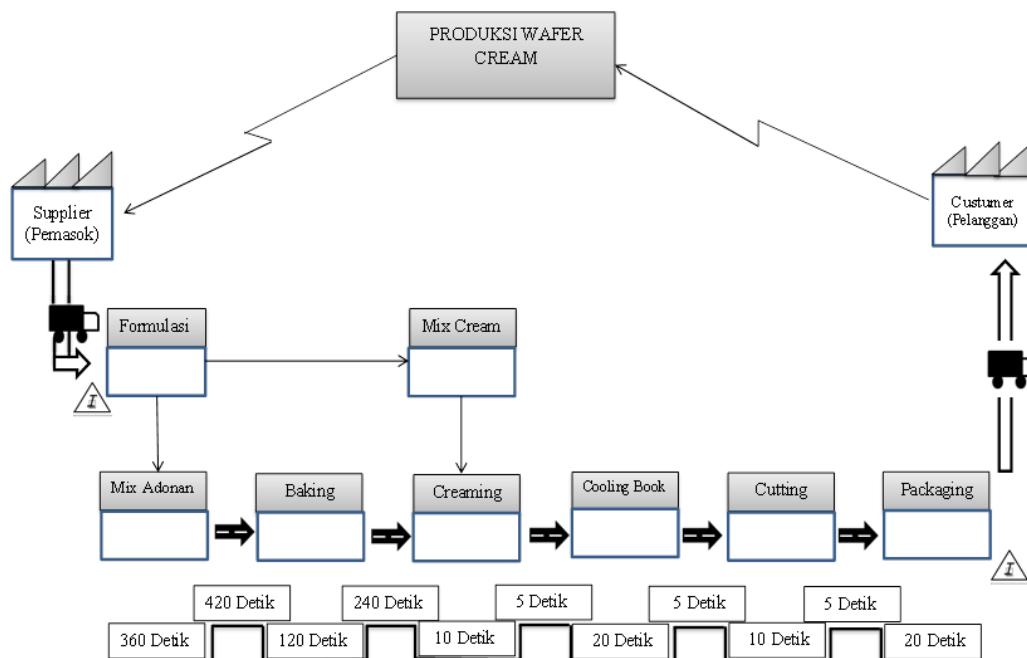 PRODUKSI WAFER
CREAM
Supplier
(Pemasok)
Custumer
(Pelanggan)
Formulasi
Mix Cream
I
Mix Adonan
Baking
Creaming
Cooling Book
Cutting
Packaging
I
420 Detik
240 Detik
5 Detik
5 Detik
5 Detik
360 Detik
120 Detik
10 Detik
20 Detik
10 Detik
20 Detik